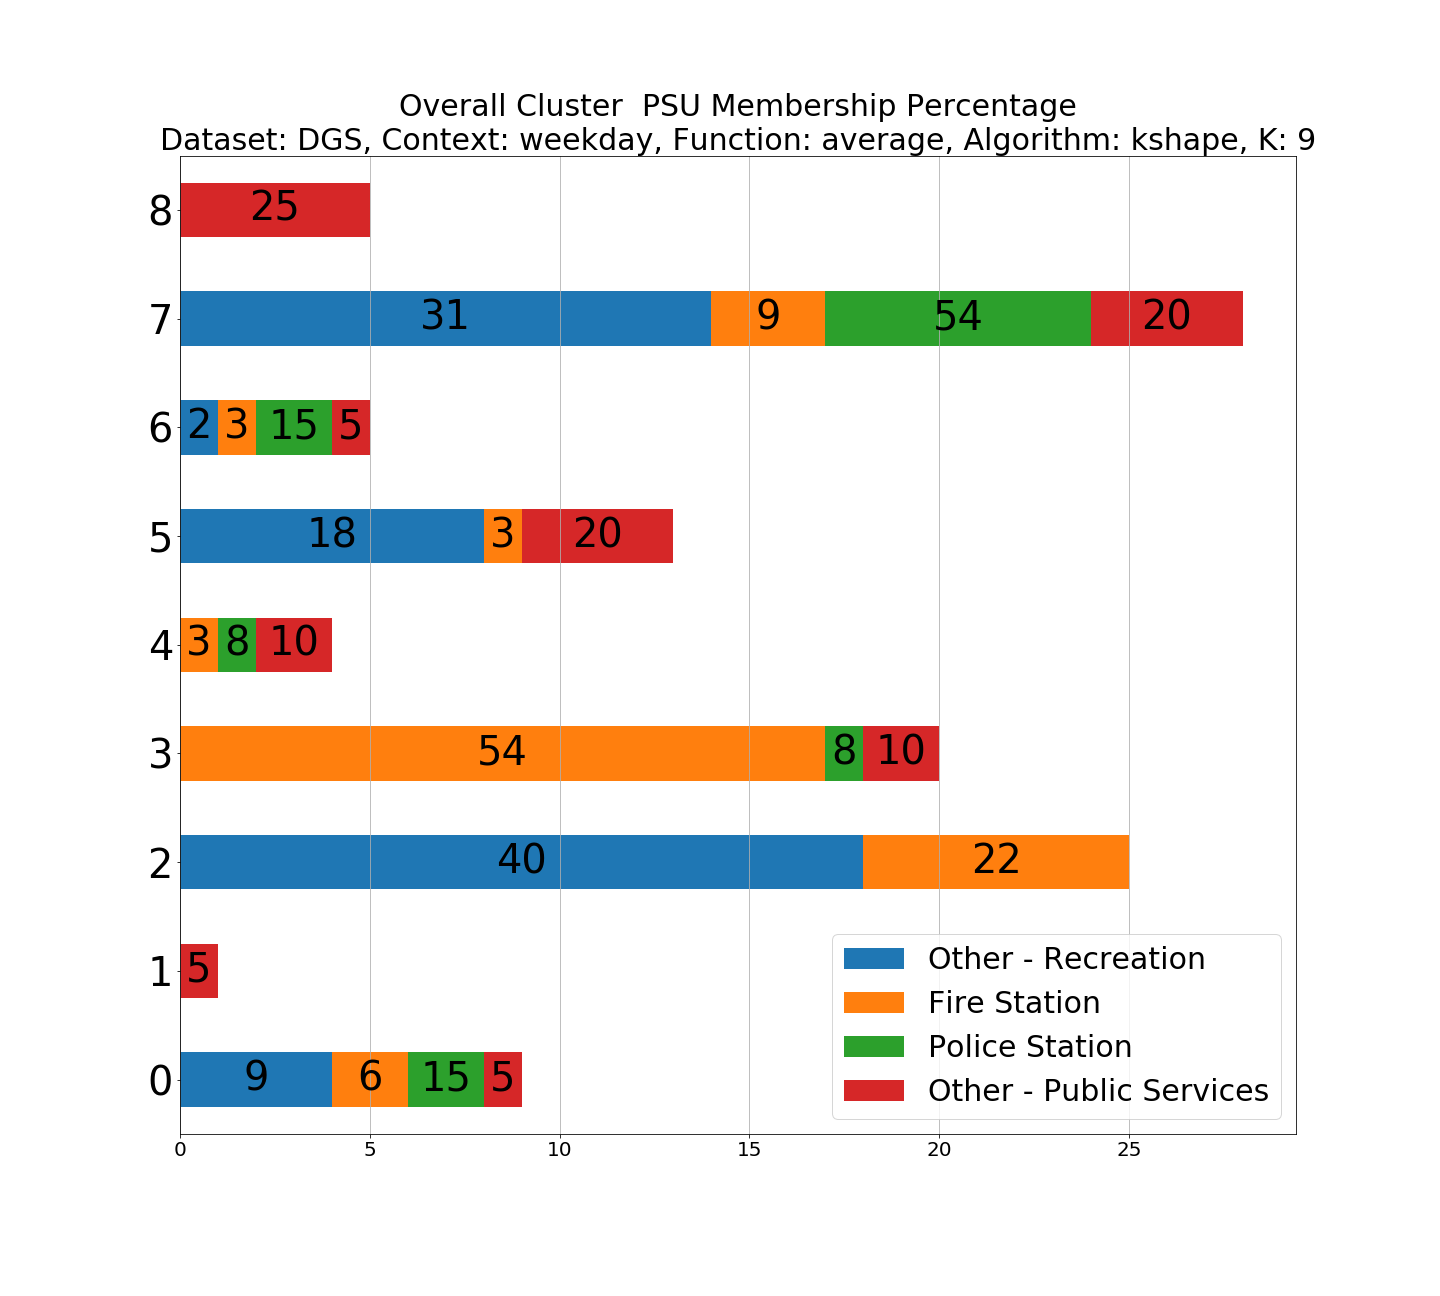 Overall Cluster  PSU Membership Percentage
Dataset: DGS, Context: weekday, Function: average, Algorithm: kshape, K: 9
8 25
7 31 9 54 20
6 2 3 15 5
5 18 3 20
4 3 8 10
3 54 8 10
2 40 22
1 5
0 9 6 15 5
Other - Recreation
Fire Station
Police Station
Other - Public Services
0 5 10 15 20 25